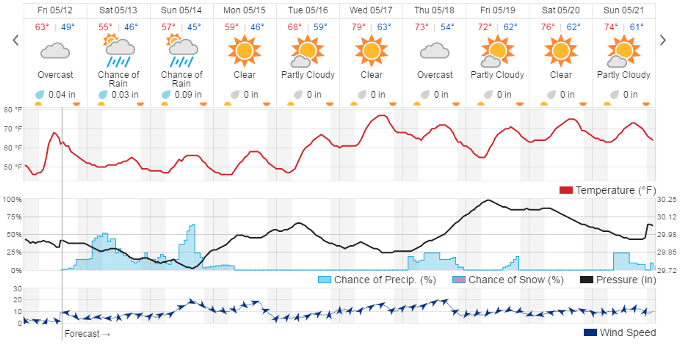 Fri 05/12 Sat 05/13 Sun 05/14 Mon 05/15 Tue 05/16 Wed 05/17 Thu 05/18 Fri 05/19 Sat 05/20 Sun 05/21
63° | 49° 55° | 46° 57° | 45° 59° | 46° 68° | 59° 79° | 63° 73° | 54° 72° | 62° 76° | 62° 74° | 61°
Overcast Chance of Rain Chance of Rain Clear Partly Cloudy Clear Overcast Partly Cloudy Clear Partly Cloudy
0.04 in 0.03 in 0.09 in 0 in 0 in 0 in 0 in 0 in 0 in 0 in
80 °F
70 °F
60 °F
50 °F
Temperature (°F)
100% 30.25
75% 30.12
50% 29.98
25% 29.85
0% 29.72
Chance of Precip. (%) Chance of Snow (%) Pressure (in)
30
20
10
0
Forecast → Wind Speed